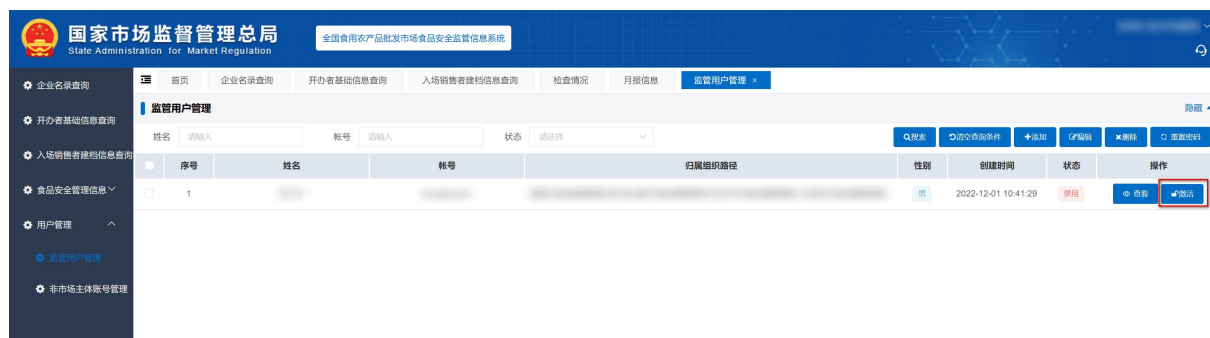 国家市场监督管理总局
State Administration for Market Regulation
全国食用农产品批发市场食品安全监管信息系统
企业名录查询
开办者基础信息查询
入场销售者建档信息查询
食品安全管理信息
用户管理
监管用户管理
非市场主体账号管理
首页 企业名录查询 开办者基础信息查询 入场销售者建档信息查询 检查情况 月报信息 监管用户管理 ×
监管用户管理 隐藏
姓名 请输入 帐号 请输入 状态 请选择 搜索 清空查询条件 添加 编辑 删除 重置密码
序号 姓名 帐号 归属组织路径 性别 创建时间 状态 操作
1 男 2022-12-01 10:41:29 禁用 查看 激活